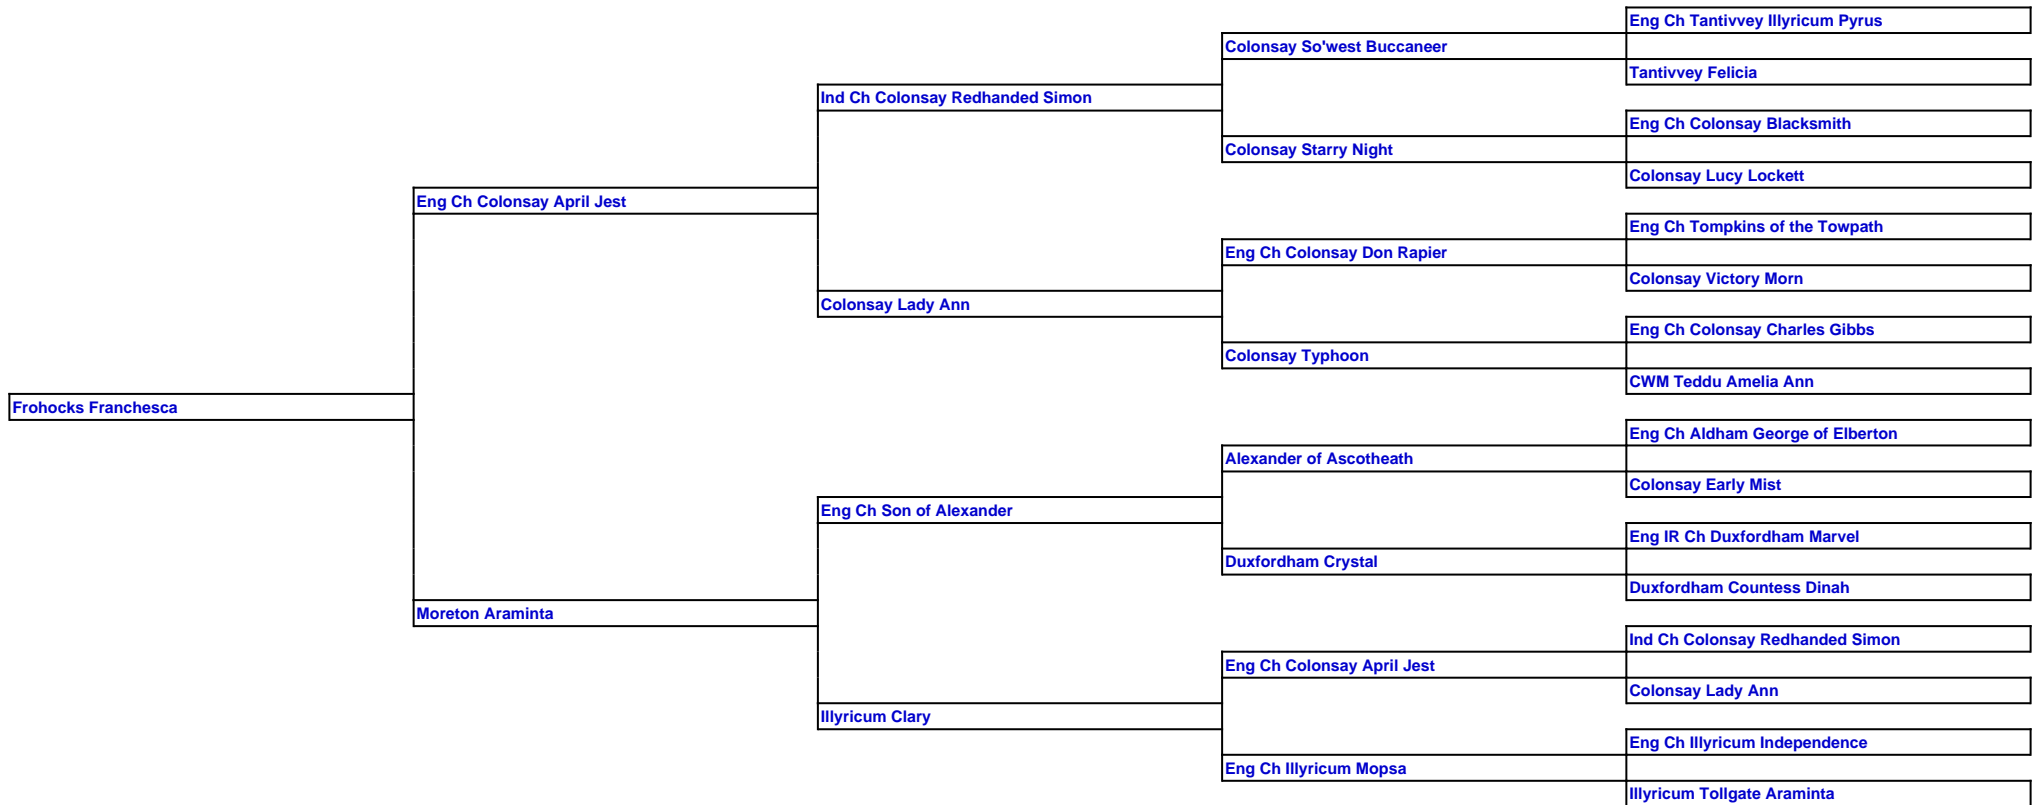 Eng Ch Tantivvey Illyricum Pyrus
Colonsay So'west Buccaneer
Tantivvey Felicia
Ind Ch Colonsay Redhanded Simon
Eng Ch Colonsay Blacksmith
Colonsay Starry Night
Colonsay Lucy Lockett
Eng Ch Colonsay April Jest
Eng Ch Tompkins of the Towpath
Eng Ch Colonsay Don Rapier
Colonsay Victory Morn
Colonsay Lady Ann
Eng Ch Colonsay Charles Gibbs
Colonsay Typhoon
CWM Teddu Amelia Ann
Frohocks Franchesca
Eng Ch Aldham George of Elberton
Alexander of Ascotheath
Colonsay Early Mist
Eng Ch Son of Alexander
Eng IR Ch Duxfordham Marvel
Duxfordham Crystal
Duxfordham Countess Dinah
Moreton Araminta
Ind Ch Colonsay Redhanded Simon
Eng Ch Colonsay April Jest
Colonsay Lady Ann
Illyricum Clary
Eng Ch Illyricum Independence
Eng Ch Illyricum Mopsa
Illyricum Tollgate Araminta